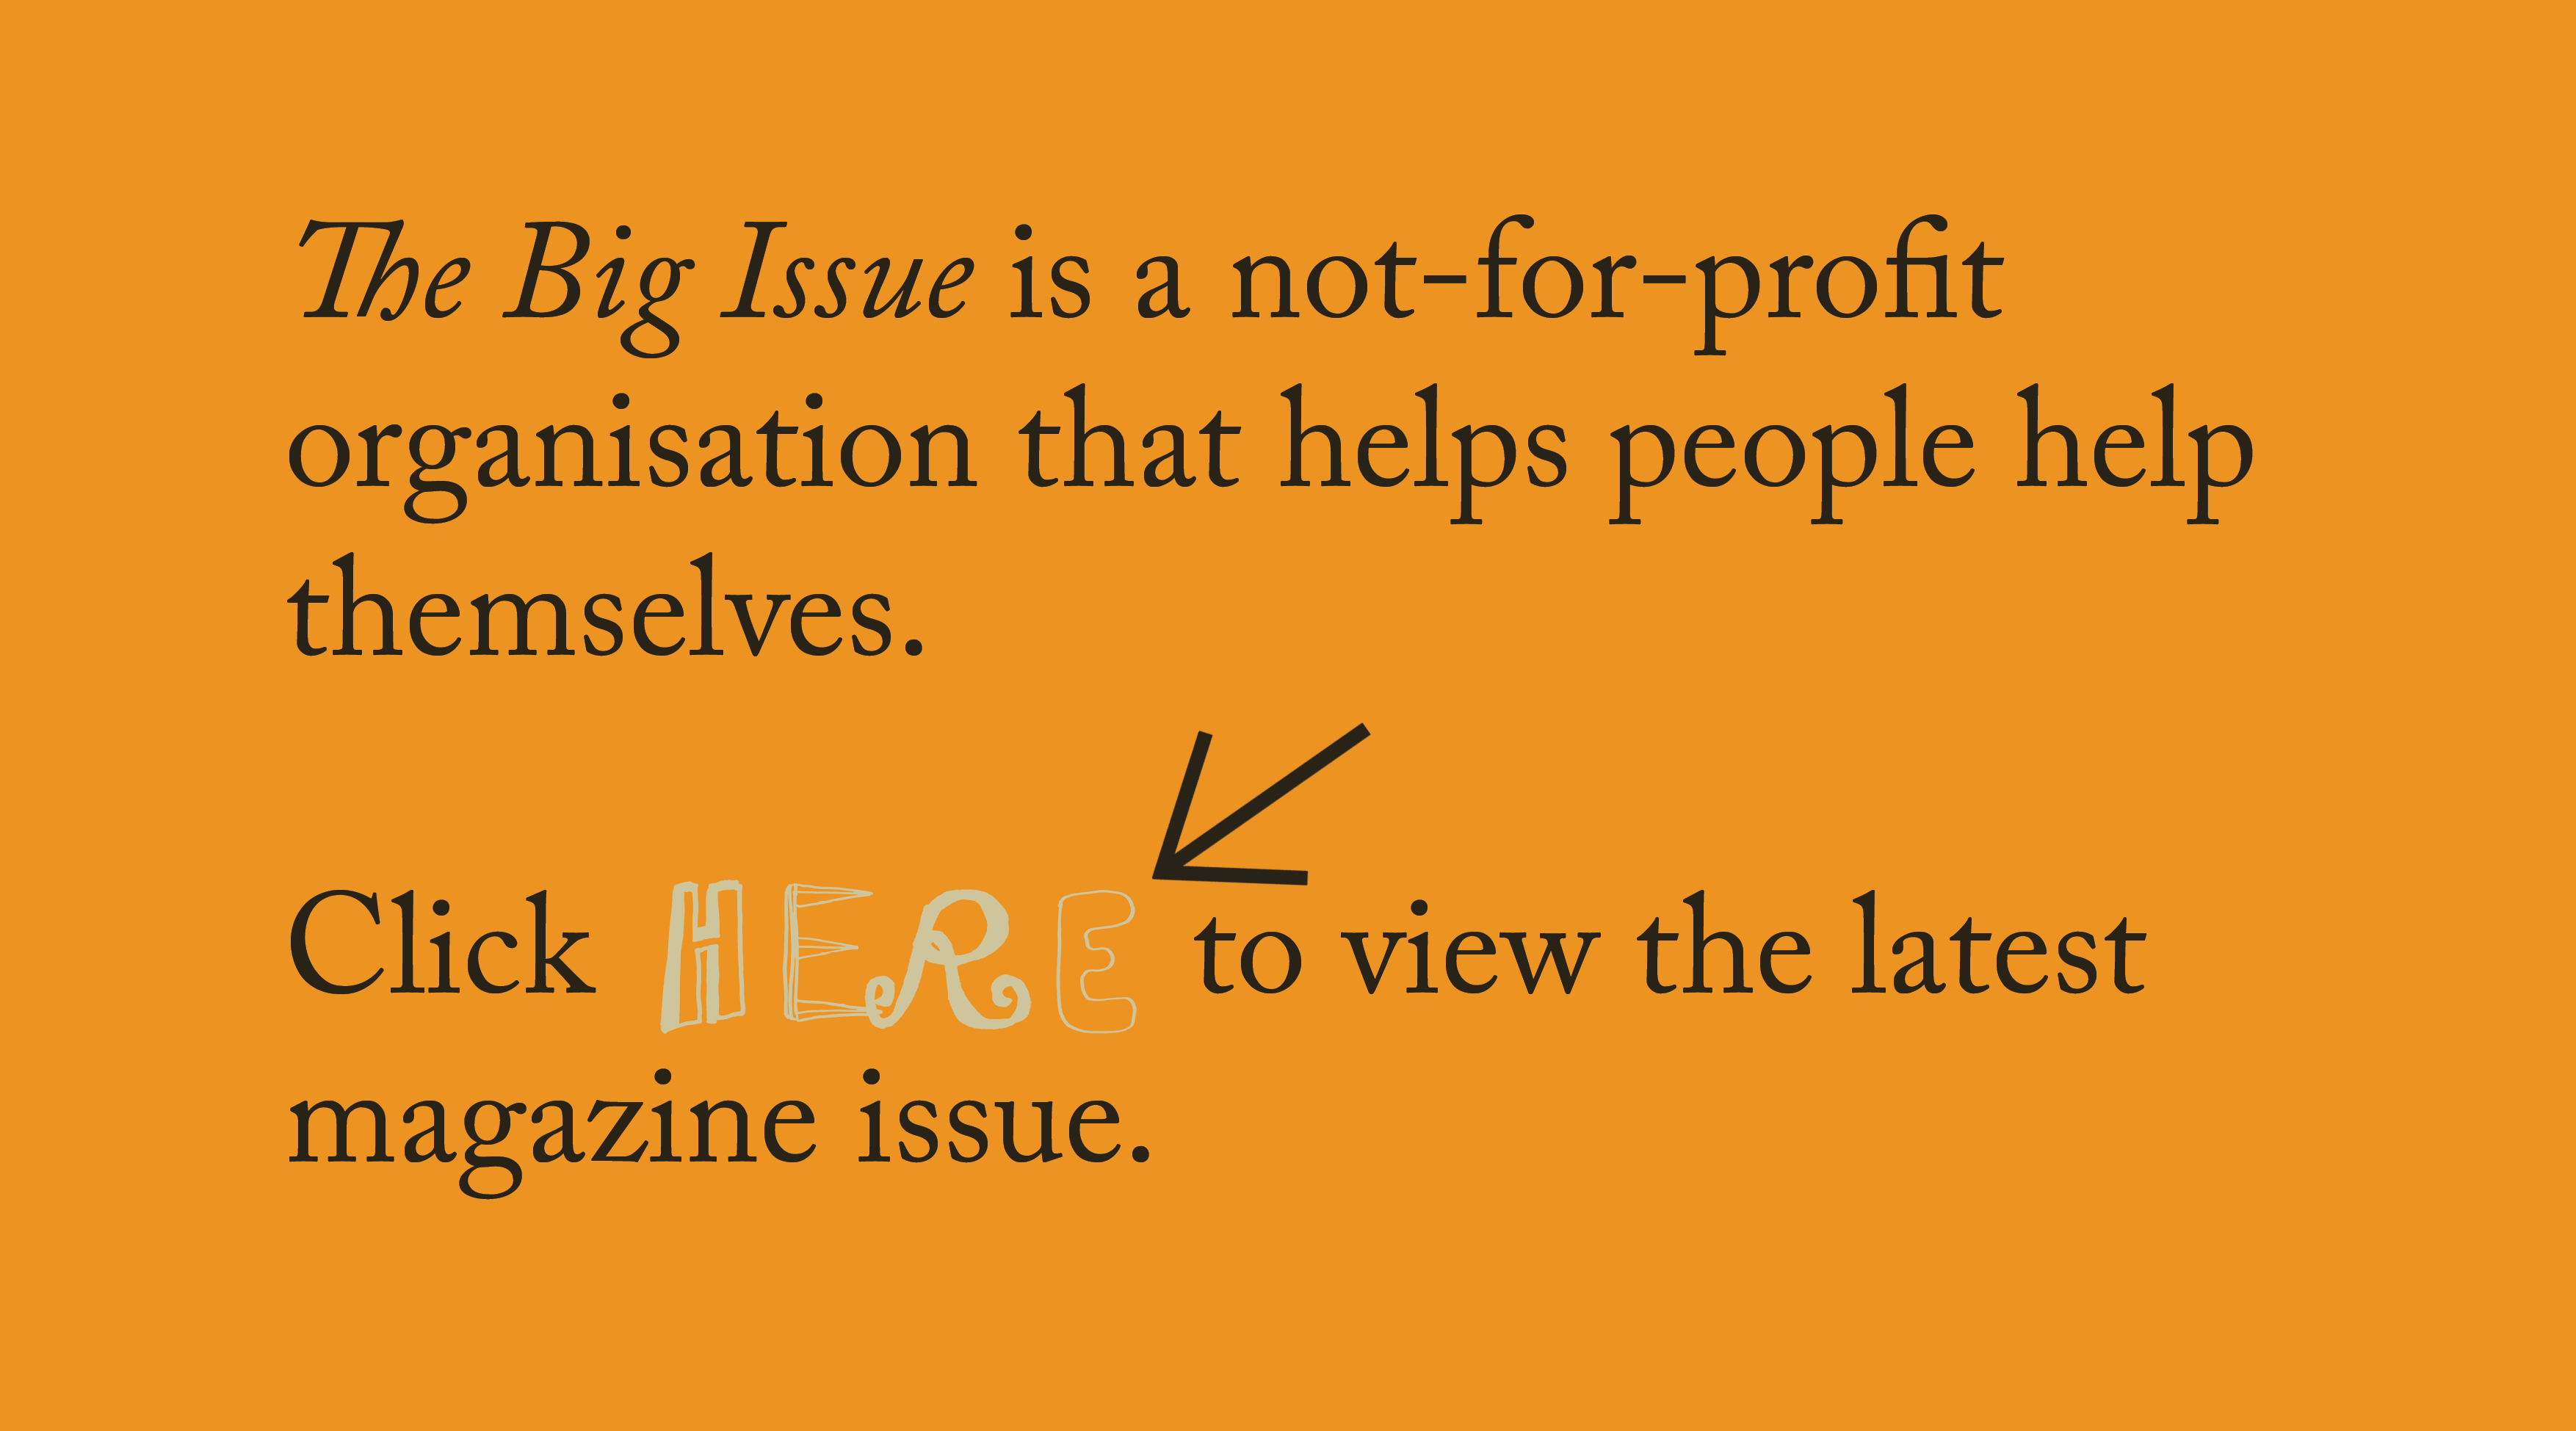 The Big Issue is a not-for-profit
organisation that helps people help
themselves.
Click HERE to view the latest
magazine issue.